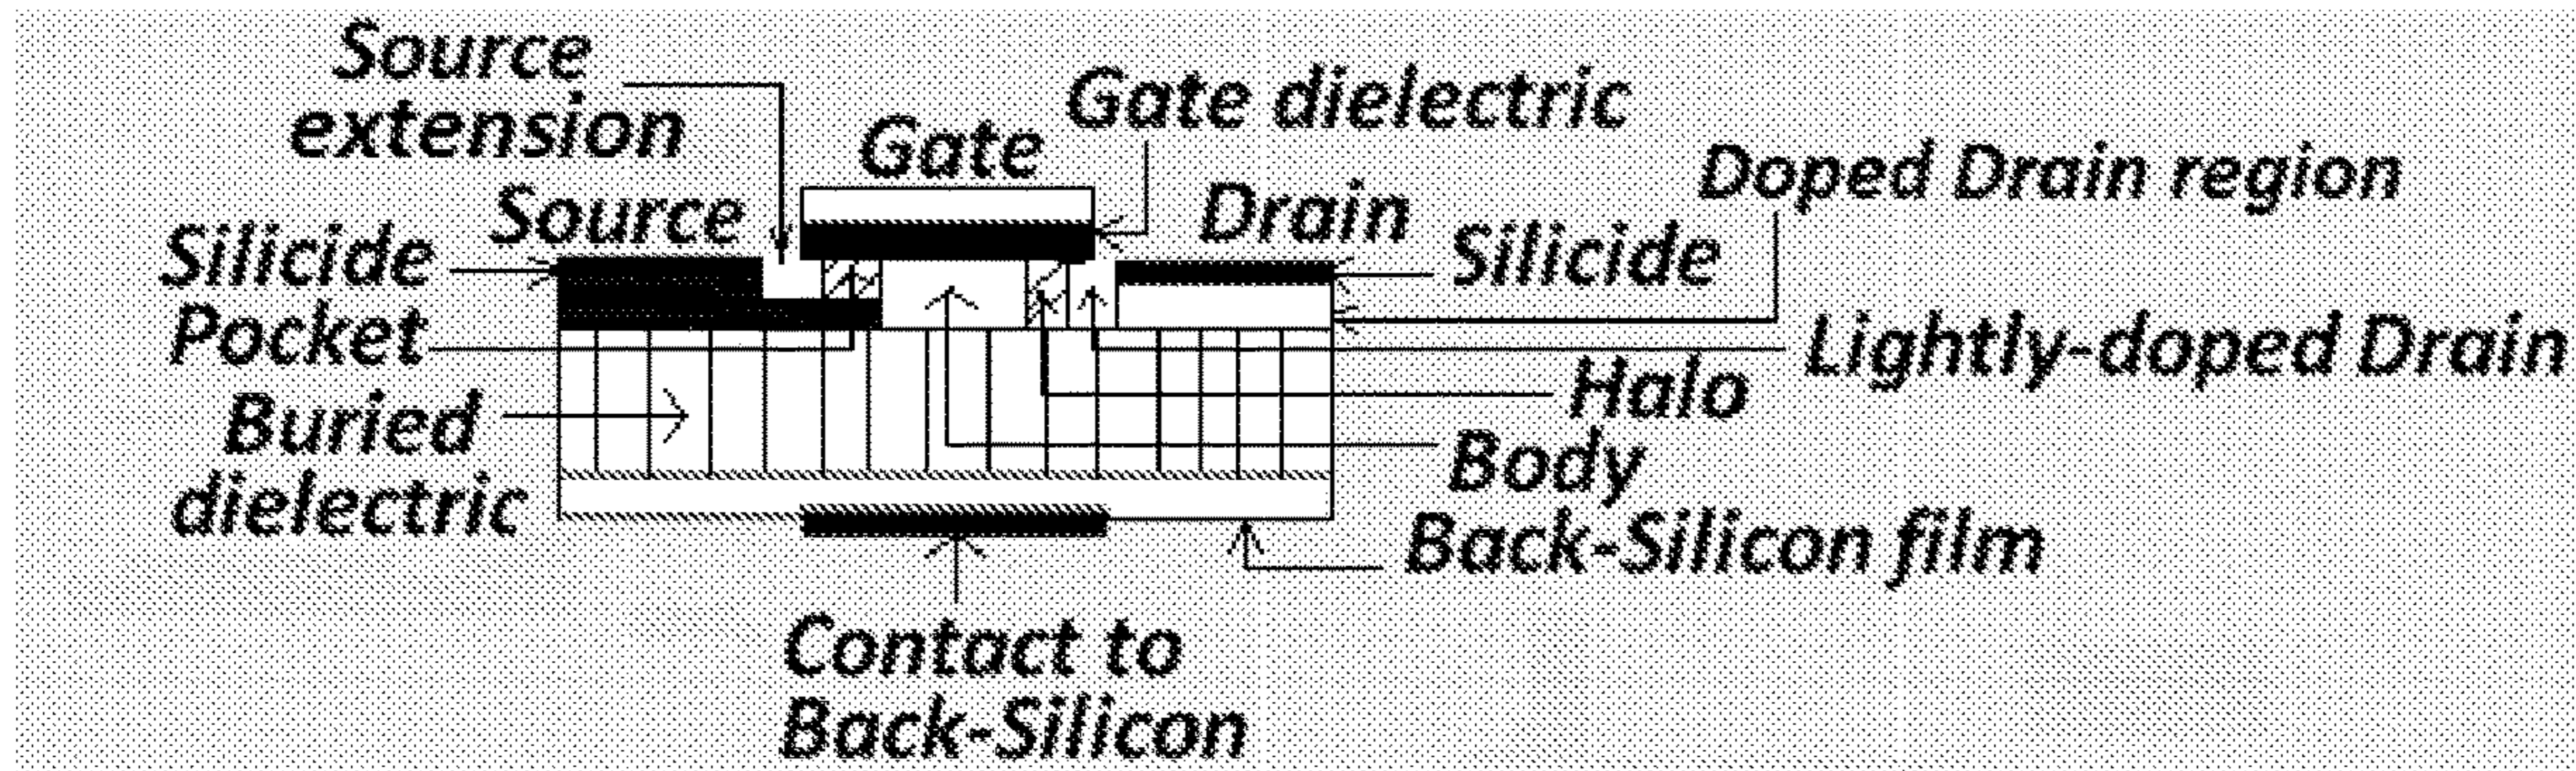 Source
extension
Gate dielectric
Gate
Doped Drain region
Source
Drain
Silicide
Silicide
Pocket
Lightly-doped Drain
Halo
Buried
dielectric
Body
Back-Silicon film
Contact to
Back-Silicon